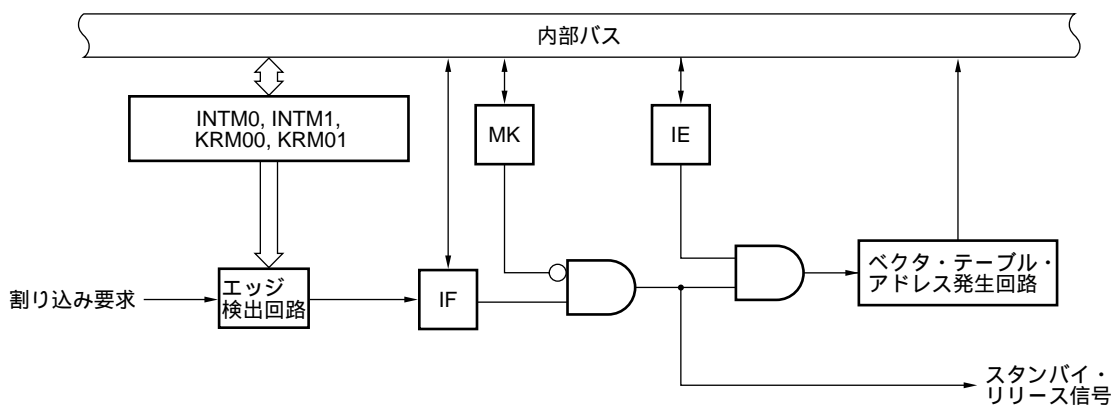 内部バス
INTM0, INTM1,
KRM00, KRM01
MK
IE
割り込み要求
エッジ
検出回路
IF
ベクタ・テーブル・
アドレス発生回路
スタンバイ・
リリース信号